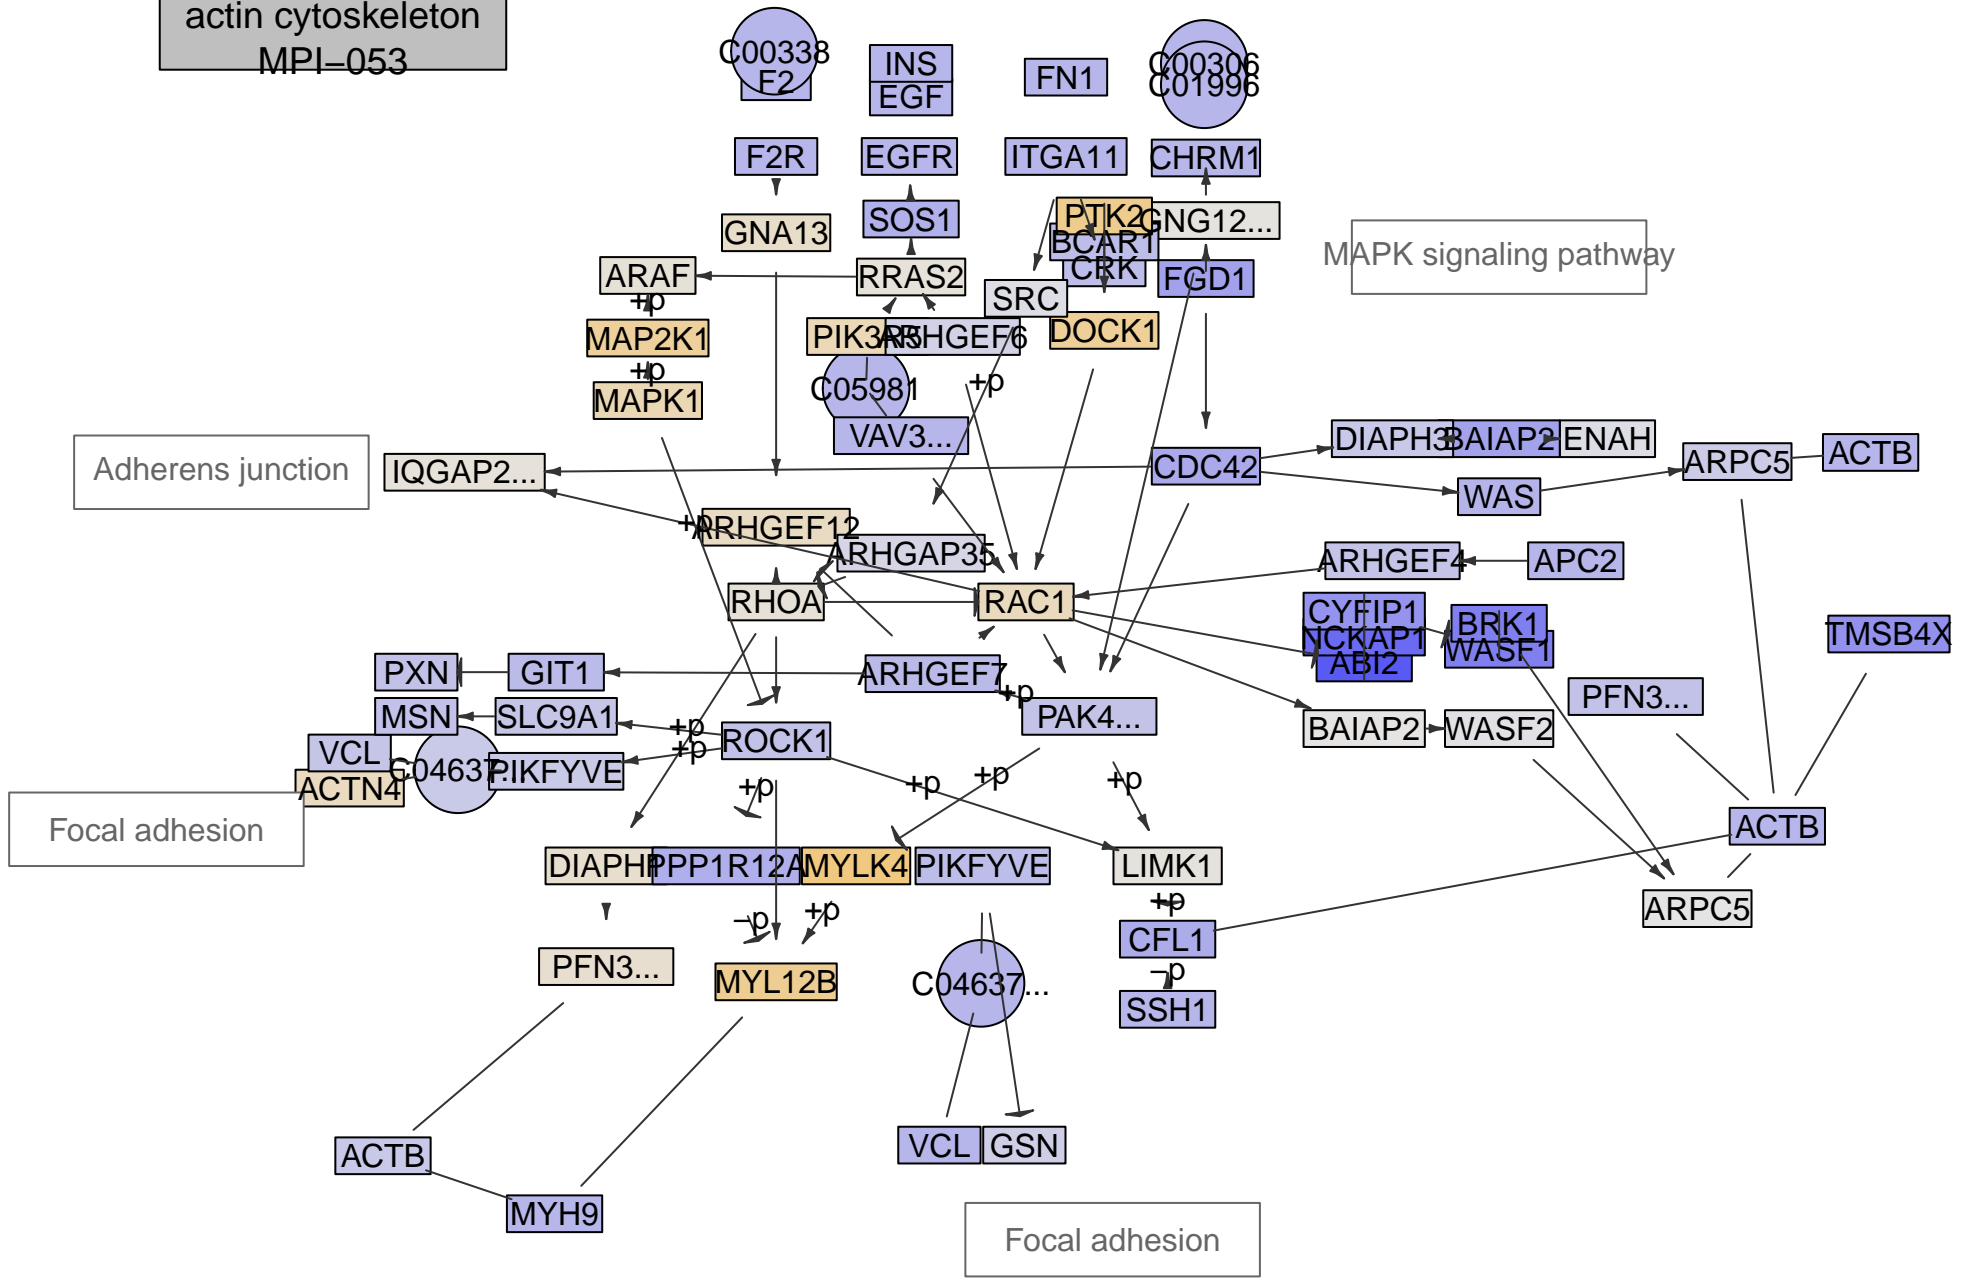 actin cytoskeleton
MPI−053
C00338
F2
INS
EGF
FN1
C00306
C01996
F2R
EGFR
ITGA11
CHRM1
GNA13
SOS1
PTK2
BCAR1
CRK
GNG12...
MAPK signaling pathway
ARAF
RRAS2
SRC
FGD1
+p
MAP2K1
PIK3R5
ARHGEF6
DOCK1
+p
MAPK1
C05981
+p
VAV3...
Adherens junction
IQGAP2...
CDC42
DIAPH3
BAIAP2
ENAH
ARPC5
ACTB
WAS
+p
ARHGEF12
ARHGAP35
ARHGEF4
APC2
RHOA
RAC1
CYFIP1
NCKAP1
ABI2
BRK1
WASF1
TMSB4X
PXN
GIT1
ARHGEF7
+p
PFN3...
MSN
SLC9A1
+p
ROCK1
PAK4...
BAIAP2
WASF2
VCL
ACTN4
C04637...
PIKFYVE
+p
+p
+p
+p
+p
Focal adhesion
PPP1R12A
MYLK4
PIKFYVE
LIMK1
ACTB
−p
+p
+p
ARPC5
CFL1
PFN3...
MYL12B
C04637...
−p
SSH1
ACTB
VCL
GSN
MYH9
Focal adhesion